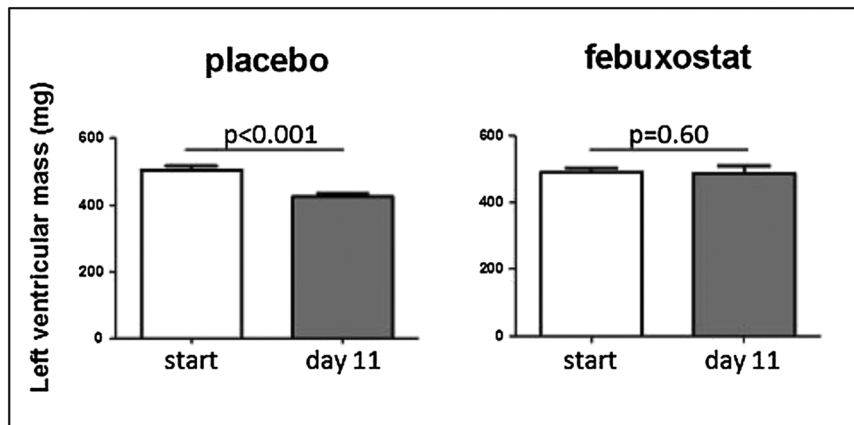 placebo
febuxostat
Left ventricular mass (mg)
p<0.001
600
400
200
0
start
day 11
p=0.60
600
400
200
0
start
day 11